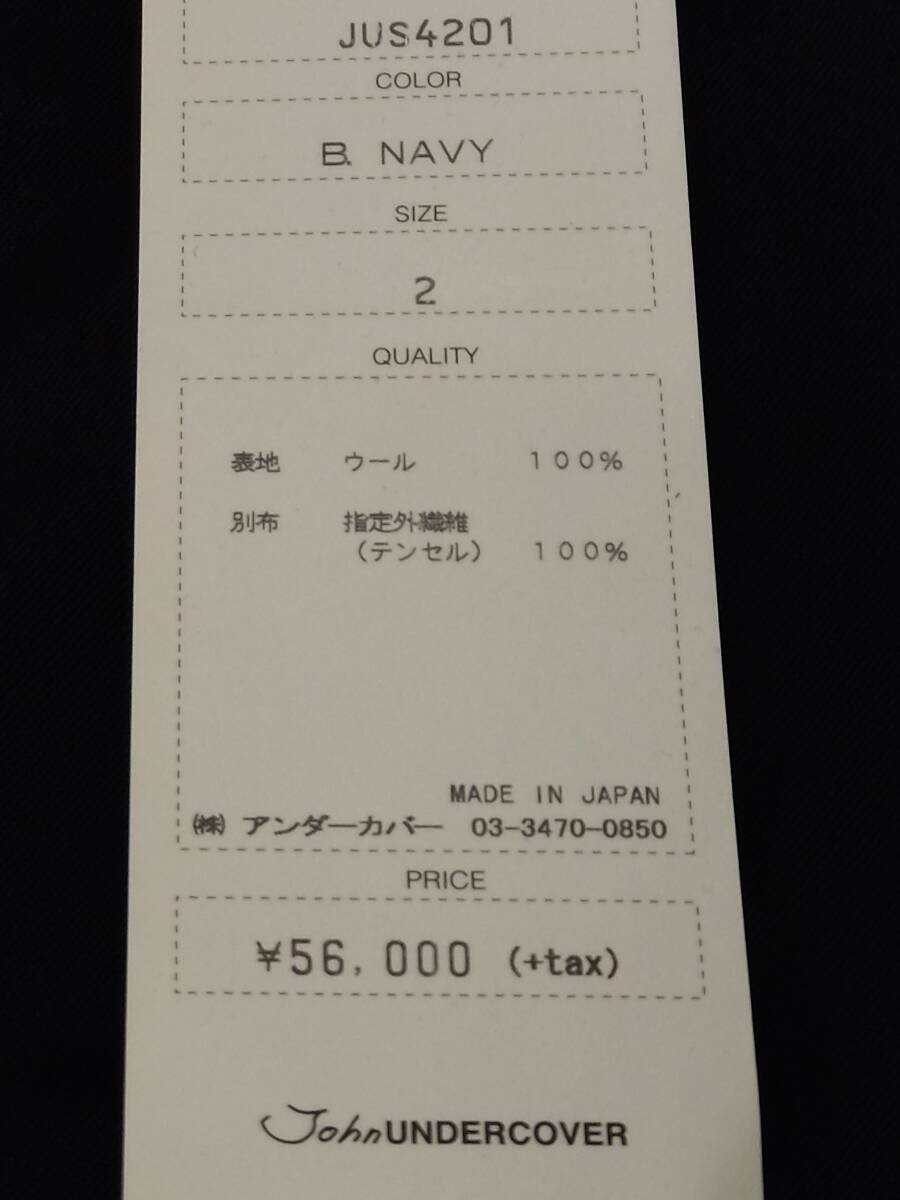 JUS4201
COLOR
B. NAVY
SIZE
2
QUALITY
表地 ウール 100%
別布 指定外繊維
(テンセル) 100%
MADE IN JAPAN
㈱ アンダーカバー 03-3470-0850
PRICE
¥56,000 (+tax)
JohnUNDERCOVER